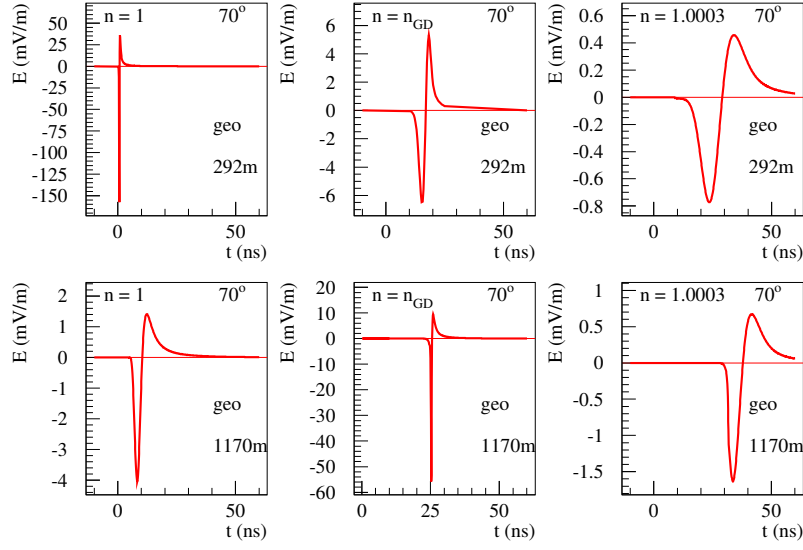 E (mV/m)
n = 1
70°
50
25
0
-25
-50
-75
-100
-125
-150
geo
292m
0
50
t (ns)
E (mV/m)
n = nGD
70°
6
4
2
0
-2
-4
-6
geo
292m
0
50
t (ns)
E (mV/m)
n = 1.0003
70°
0.6
0.4
0.2
0
-0.2
-0.4
-0.6
-0.8
geo
292m
0
50
t (ns)
E (mV/m)
n = 1
70°
2
1
0
-1
-2
-3
-4
geo
1170m
0
50
t (ns)
E (mV/m)
n = nGD
70°
20
10
0
-10
-20
-30
-40
-50
-60
geo
1170m
0
25
50
t (ns)
E (mV/m)
n = 1.0003
70°
1
0.5
0
-0.5
-1
-1.5
geo
1170m
0
50
t (ns)